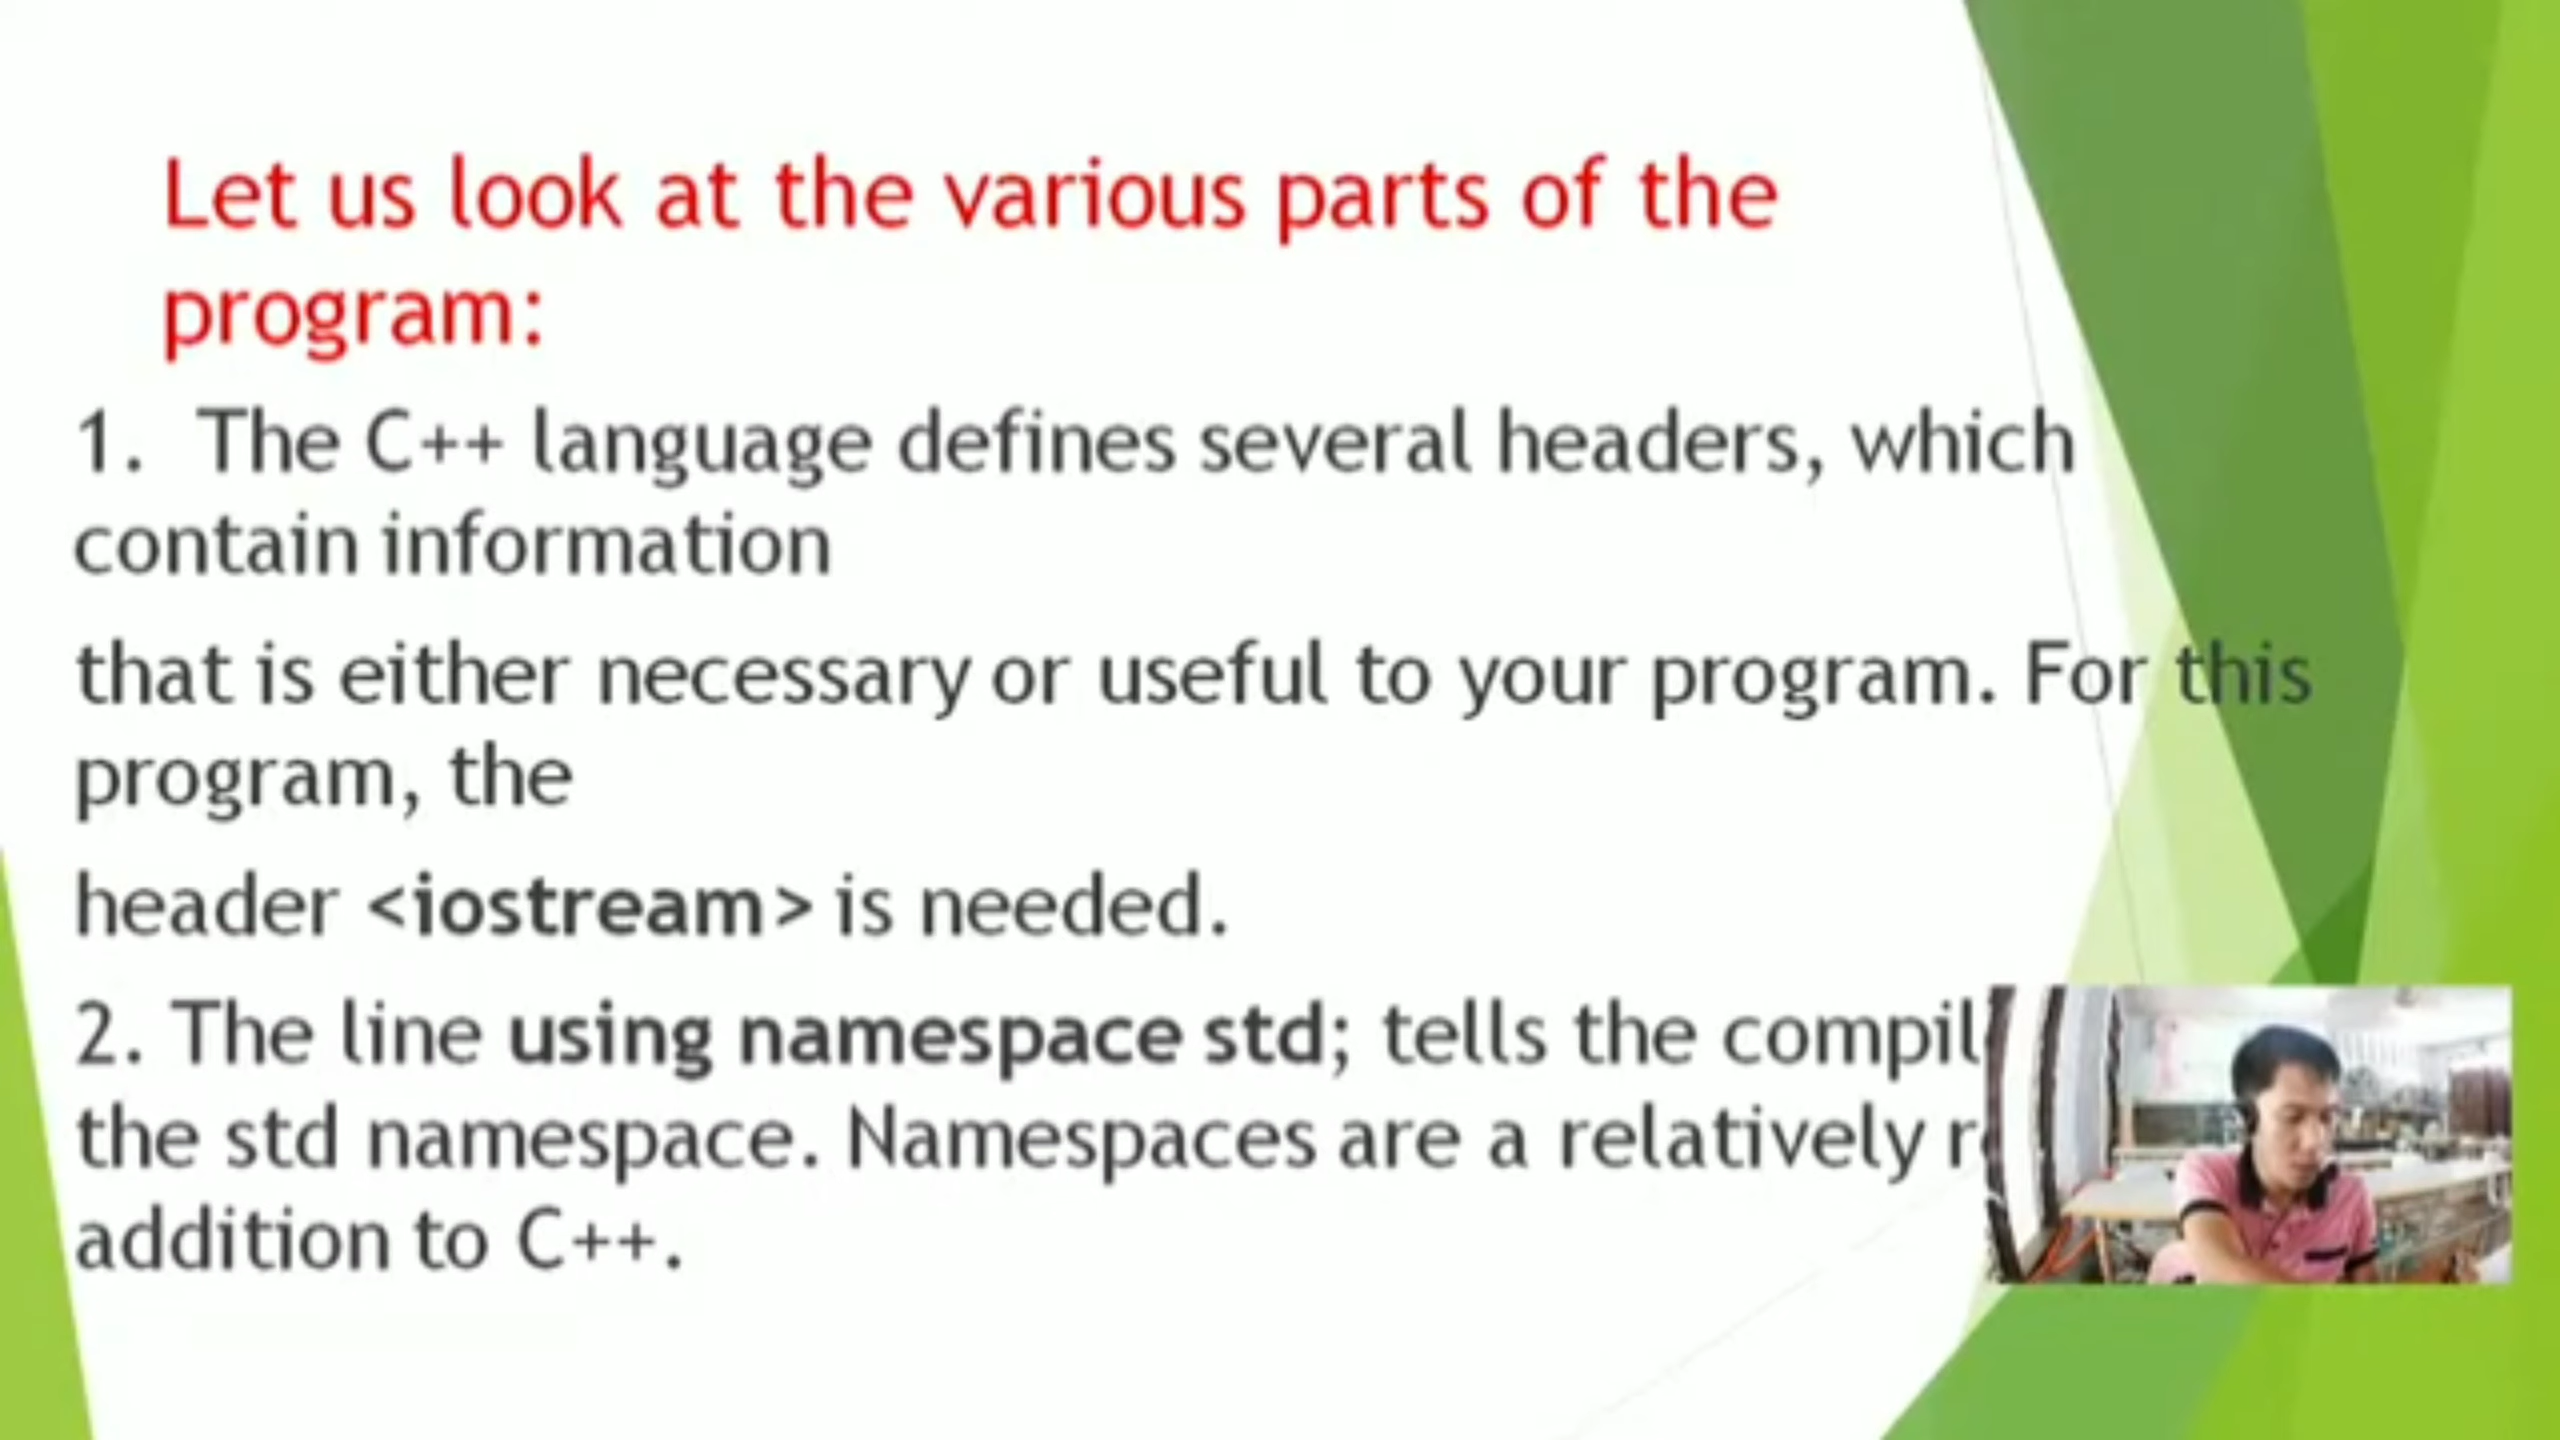 Let us look at the various parts of the
program:
1. The C++ language defines several headers, which
contain information
that is either necessary or useful to your program. For this
program, the
header <iostream> is needed.
2. The line using namespace std; tells the
the std namespace. Namespaces are a relatively
addition to C++.